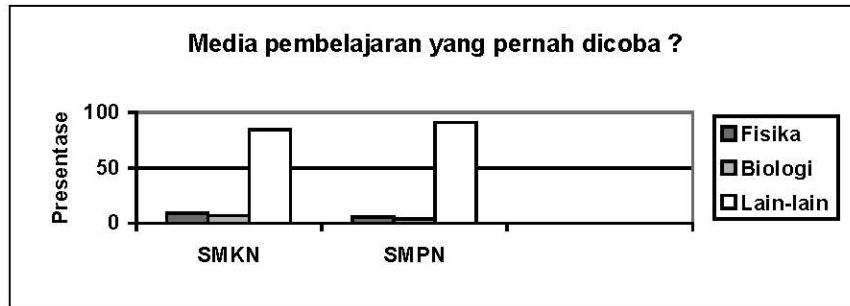 Media pembelajaran yang pernah dicoba ?
Presentase
100
50
0
SMKN
SMPN
Fisika
Biologi
Lain-lain